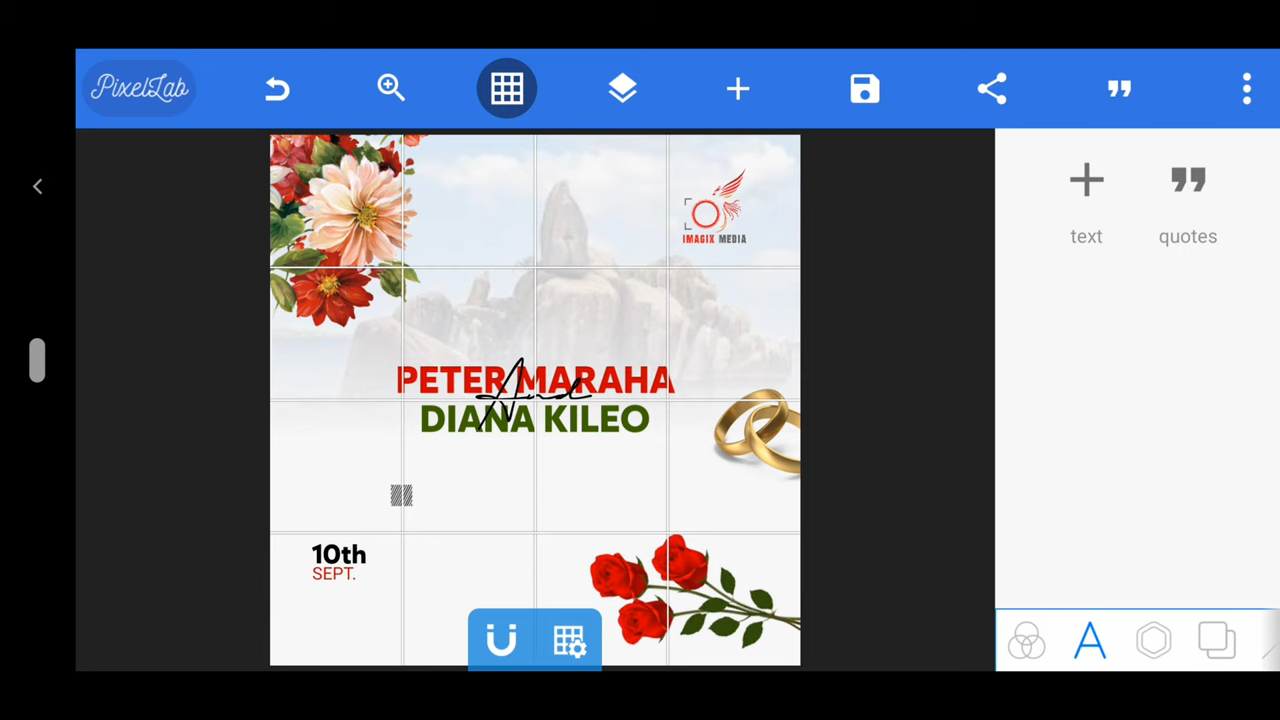 PixelLab
IMAGIX MEDIA
PETER MARAHA
And
DIANA KILEO
10th
SEPT.
text
quotes